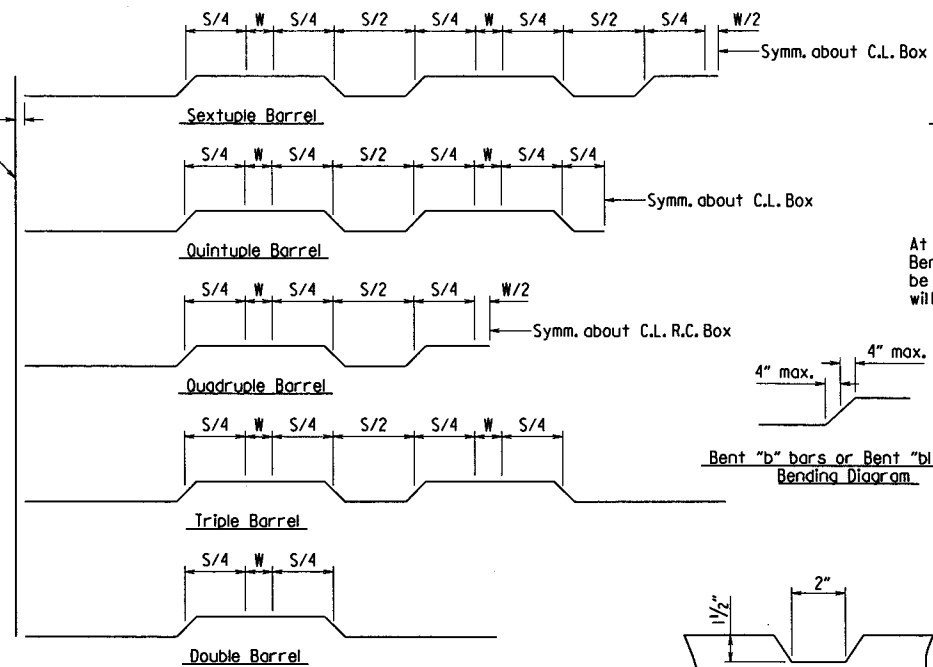 S/4 W S/4 S/2 S/4 W S/4 S/2 S/4 W/2
Symm. about C.L. Box
Sextuple Barrel
S/4 W S/4 S/2 S/4 W S/4 S/4
Symm. about C.L. Box
Quintuple Barrel
At
Ben
be
will
S/4 W S/4 S/2 S/4 W/2
Symm. about C.L. R.C. Box
Quadruple Barrel
4" max.
4" max.
Bent "b" bars or Bent "bl
Bending Diagram
S/4 W S/4 S/2 S/4 W S/4
Triple Barrel
S/4 W S/4
Double Barrel
2"
1½"